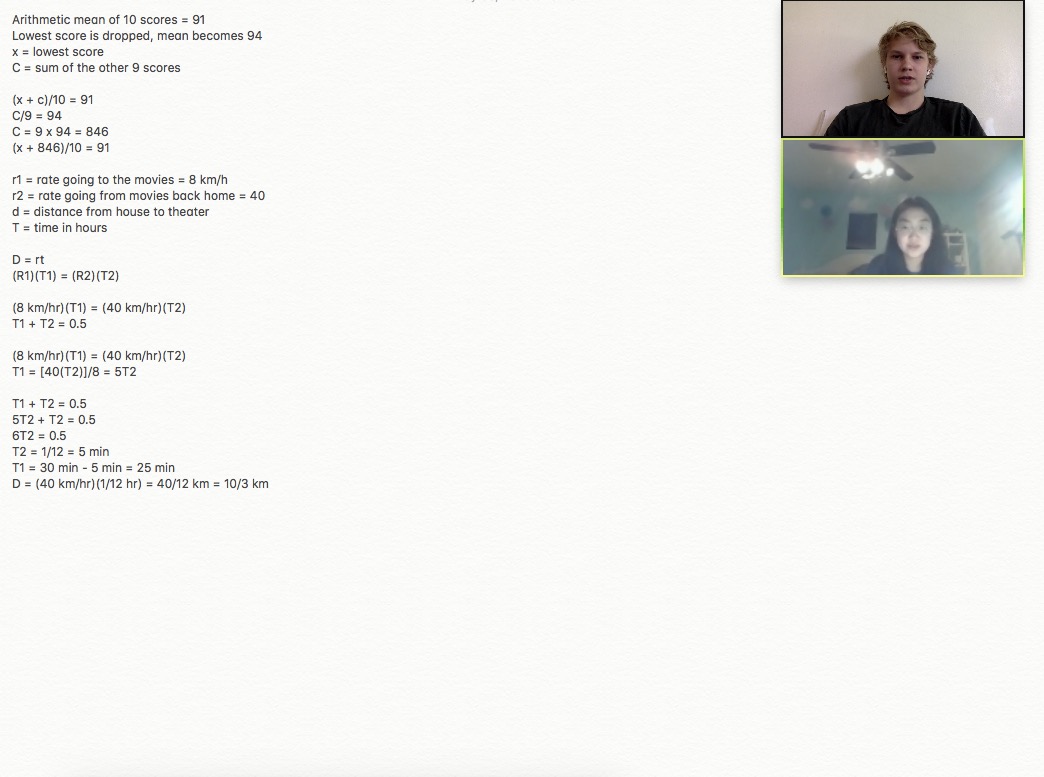 Arithmetic mean of 10 scores = 91
Lowest score is dropped, mean becomes 94
x = lowest score
C = sum of the other 9 scores
(x + c)/10 = 91
C/9 = 94
C = 9 x 94 = 846
(x + 846)/10 = 91
r1 = rate going to the movies = 8 km/h
r2 = rate going from movies back home = 40
d = distance from house to theater
T = time in hours
D = rt
(R1)(T1) = (R2)(T2)
(8 km/hr)(T1) = (40 km/hr)(T2)
T1 + T2 = 0.5
(8 km/hr)(T1) = (40 km/hr)(T2)
T1 = [40(T2)]/8 = 5T2
T1 + T2 = 0.5
5T2 + T2 = 0.5
6T2 = 0.5
T2 = 1/12 = 5 min
T1 = 30 min - 5 min = 25 min
D = (40 km/hr)(1/12 hr) = 40/12 km = 10/3 km